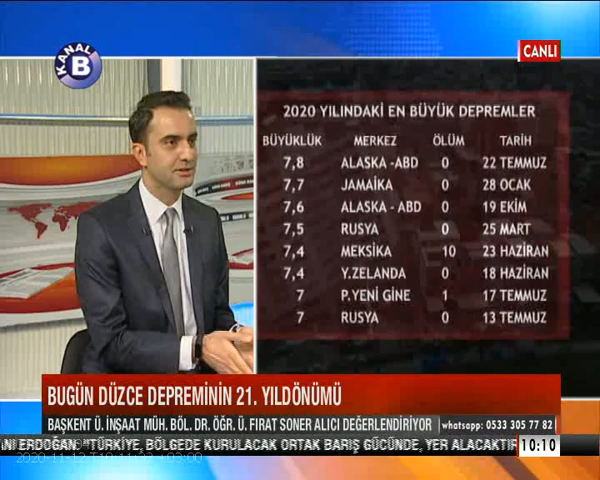 KANAL B
CANLI
2020 YILINDAKİ EN BÜYÜK DEPREMLER
BÜYÜKLÜK MERKEZ ÖLÜM TARİH
7,8 ALASKA -ABD 0 22 TEMMUZ
7,7 JAMAİKA 0 28 OCAK
7,6 ALASKA - ABD 0 19 EKİM
7,5 RUSYA 0 25 MART
7,4 MEKSİKA 10 23 HAZİRAN
7,4 Y.ZELANDA 0 18 HAZİRAN
7 P.YENİ GİNE 1 17 TEMMUZ
7 RUSYA 0 13 TEMMUZ
BUGÜN DÜZCE DEPREMİNİN 21. YILDÖNÜMÜ
BAŞKENT Ü. İNŞAAT MÜH. BÖL. DR. ÖĞR. Ü. FIRAT SONER ALICI DEĞERLENDİRİYOR
whatsapp: 0533 305 77 82
ANI ERDOĞAN, "TÜRKİYE, BÖLGEDE KURULACAK ORTAK BARIŞ GÜCÜNDE, YER ALACAKTIR
10:10